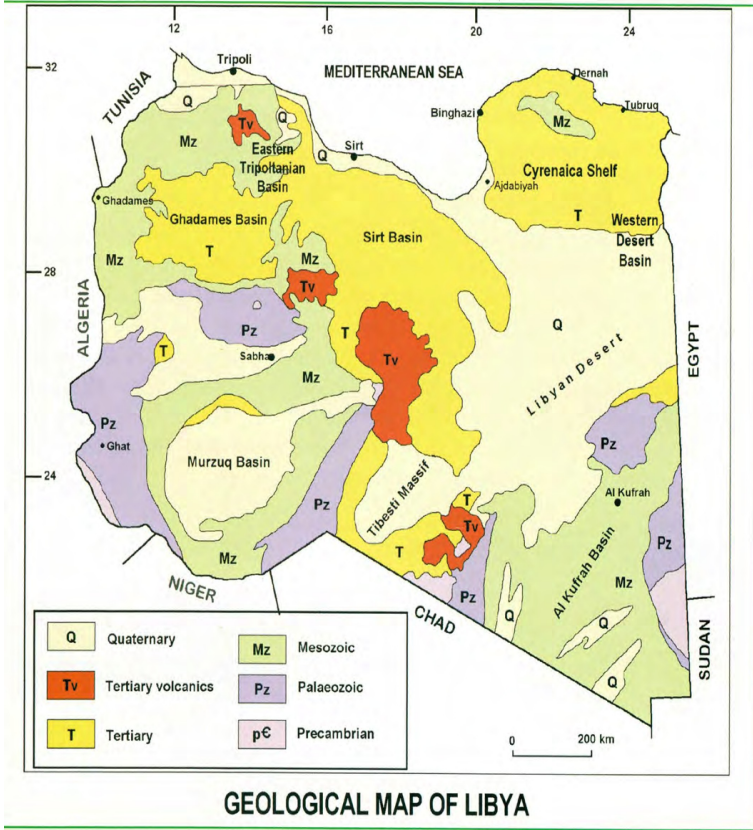 12
16
20
24
32
28
24
MEDITERRANEAN SEA
TUNISIA
ALGERIA
NIGER
CHAD
SUDAN
EGYPT
Tripoli
Q
Q
Tv
Mz
Eastern
Tripoltanian
Basin
Q
Sirt
Binghazi
Dernah
Tubruq
Mz
Cyrenaica Shelf
Ajdabiyah
T
Western
Desert
Basin
Ghadames
Ghadames Basin
T
Mz
Sirt Basin
Mz
Tv
Pz
T
Sabha
Mz
T
Tv
Q
Libyan Desert
Pz
Ghat
Murzuq Basin
Mz
Pz
Tibesti Massif
T
Tv
T
Pz
Pz
Al Kufrah
Al Kufrah Basin
Mz
Pz
Q
Q
Q
Q Quaternary
Tv Tertiary volcanics
T Tertiary
Mz Mesozoic
Pz Palaeozoic
p€ Precambrian
0 200 km
GEOLOGICAL MAP OF LIBYA